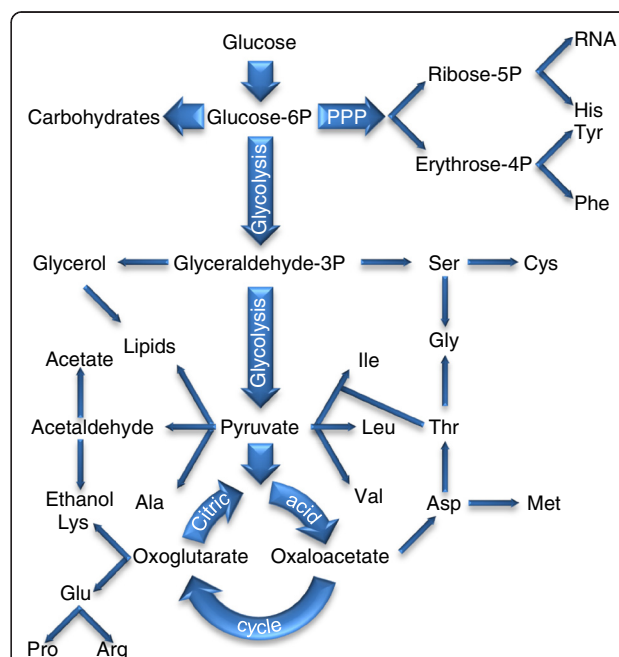 Glucose
RNA
Ribose-5P
Carbohydrates
Glucose-6P
PPP
His
Tyr
Erythrose-4P
Phe
Glycolysis
Glycerol
Glyceraldehyde-3P
Ser
Cys
Glycolysis
Lipids
Gly
Acetate
Ile
Acetaldehyde
Pyruvate
Leu
Thr
Ethanol
Lys
Ala
Val
Asp
Met
Citric
acid
Oxoglutarate
Oxaloacetate
Glu
cycle
Pro
Arg